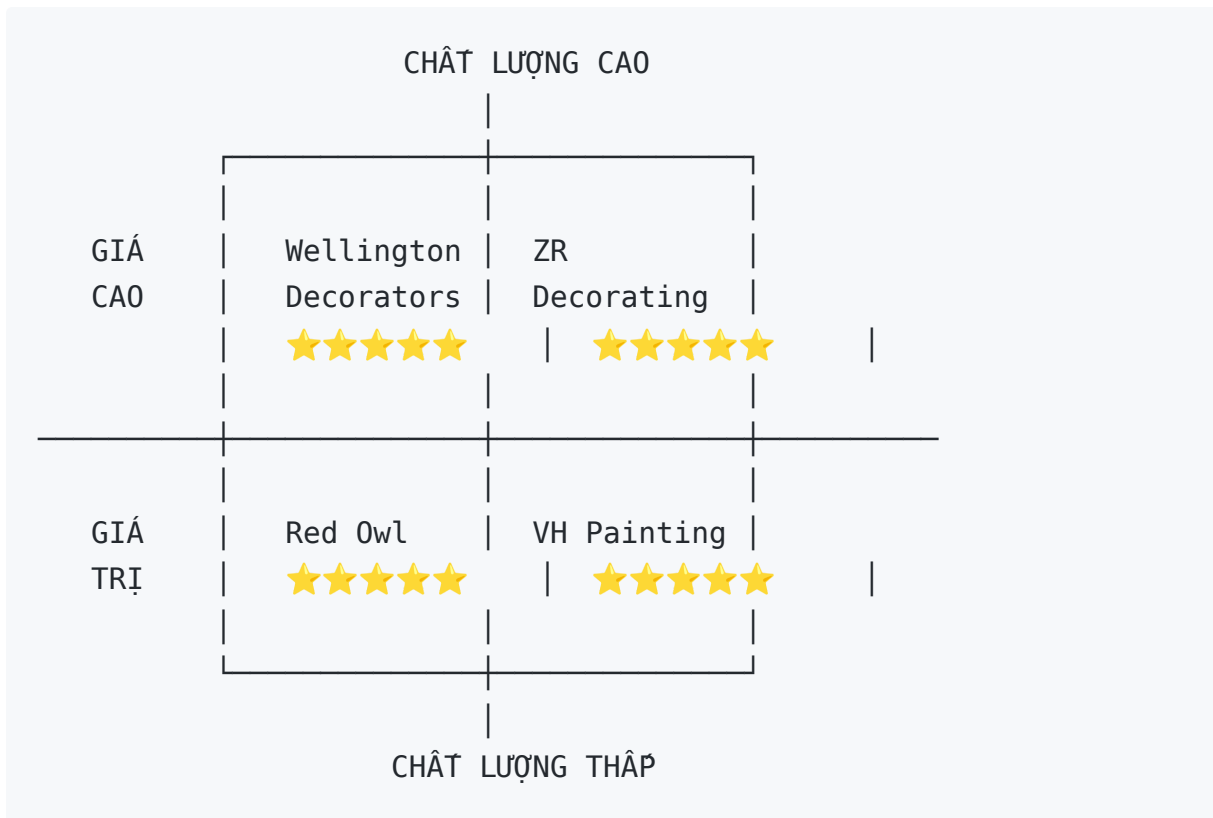 CHẤT LƯỢNG CAO
GIÁ Wellington ZR
CAO Decorators Decorating
⭐⭐⭐⭐⭐ ⭐⭐⭐⭐⭐
GIÁ Red Owl VH Painting
TRỊ ⭐⭐⭐⭐⭐ ⭐⭐⭐⭐⭐
CHẤT LƯỢNG THẤP